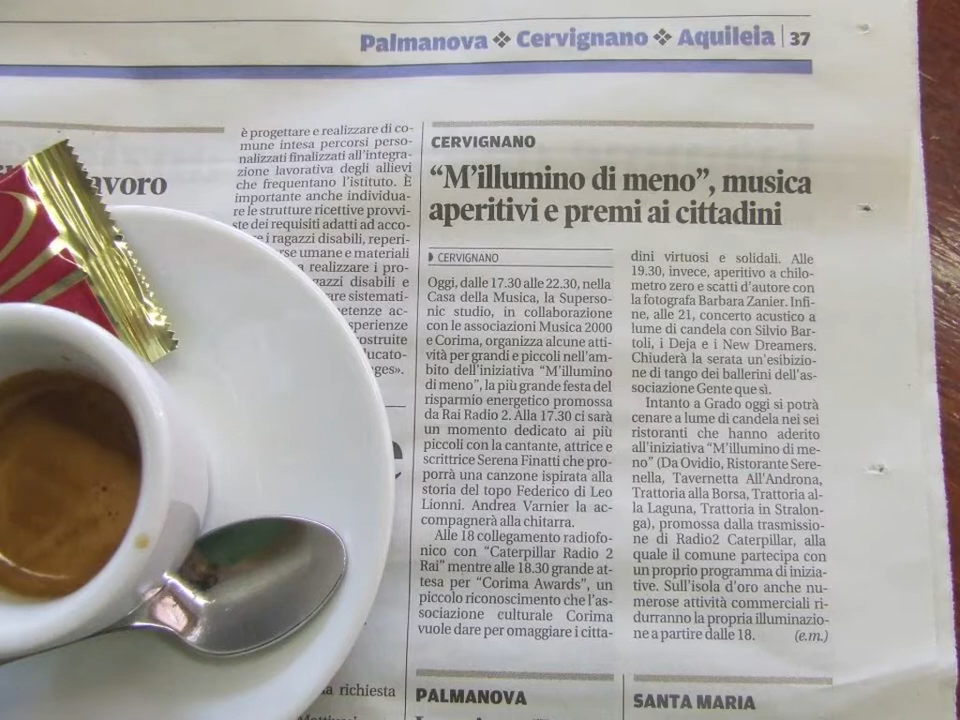 Palmanova ❖ Cervignano ❖ Aquileia | 37
avoro
è progettare e realizzare di co-
mune intesa percorsi perso-
nalizzati finalizzati all'integra-
zione lavorativa degli allievi
che frequentano l'istituto. È
importante anche individua-
re le strutture ricettive provvi-
ste dei requisiti adatti ad acco-
e i ragazzi disabili, reperi-
rse umane e materiali
a realizzare i pro-
gazzi disabili e
are sistemati-
petenze ac-
sperienze
costruite
ducato-
ges».
CERVIGNANO
“M'illumino di meno”, musica
aperitivi e premi ai cittadini
CERVIGNANO
Oggi, dalle 17.30 alle 22.30, nella
Casa della Musica, la Superso-
nic studio, in collaborazione
con le associazioni Musica 2000
e Corima, organizza alcune atti-
vità per grandi e piccoli nell'am-
bito dell'iniziativa “M'illumino
di meno”, la più grande festa del
risparmio energetico promossa
da Rai Radio 2. Alla 17.30 ci sarà
un momento dedicato ai più
piccoli con la cantante, attrice e
scrittrice Serena Finatti che pro-
porrà una canzone ispirata alla
storia del topo Federico di Leo
Lionni. Andrea Varnier la ac-
compagnerà alla chitarra.
Alle 18 collegamento radiofo-
nico con “Caterpillar Radio 2
Rai” mentre alle 18.30 grande at-
tesa per “Corima Awards”, un
piccolo riconoscimento che l'as-
sociazione culturale Corima
vuole dare per omaggiare i citta-
dini virtuosi e solidali. Alle
19.30, invece, aperitivo a chilo-
metro zero e scatti d'autore con
la fotografa Barbara Zanier. Infi-
ne, alle 21, concerto acustico a
lume di candela con Silvio Bar-
toli, i Deja e i New Dreamers.
Chiuderà la serata un'esibizio-
ne di tango dei ballerini dell'as-
sociazione Gente que sì.
Intanto a Grado oggi si potrà
cenare a lume di candela nei sei
ristoranti che hanno aderito
all'iniziativa “M'illumino di me-
no” (Da Ovidio, Ristorante Sere-
nella, Tavernetta All'Androna,
Trattoria alla Borsa, Trattoria al-
la Laguna, Trattoria in Stralon-
ga), promossa dalla trasmissio-
ne di Radio2 Caterpillar, alla
quale il comune partecipa con
un proprio programma di inizia-
tive. Sull'isola d'oro anche nu-
merose attività commerciali ri-
durranno la propria illuminazio-
ne a partire dalle 18. (e.m.)
e
a richiesta
PALMANOVA
SANTA MARIA